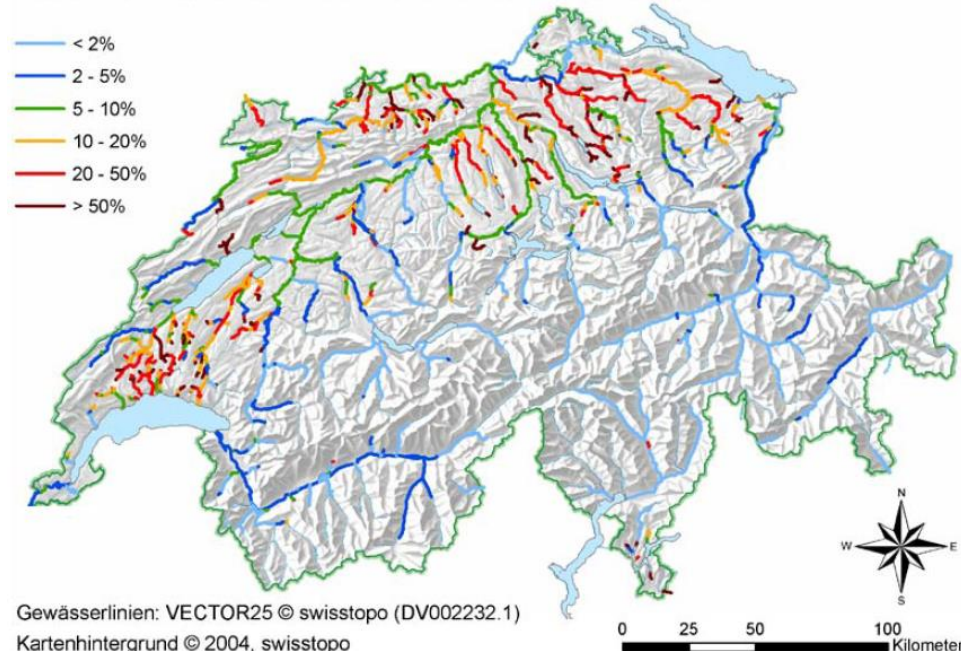 < 2%
2 - 5%
5 - 10%
10 - 20%
20 - 50%
> 50%
N
W
E
S
Gewässerlinien: VECTOR25 © swisstopo (DV002232.1)
Kartenhintergrund © 2004, swisstopo
0 25 50 100
Kilometer